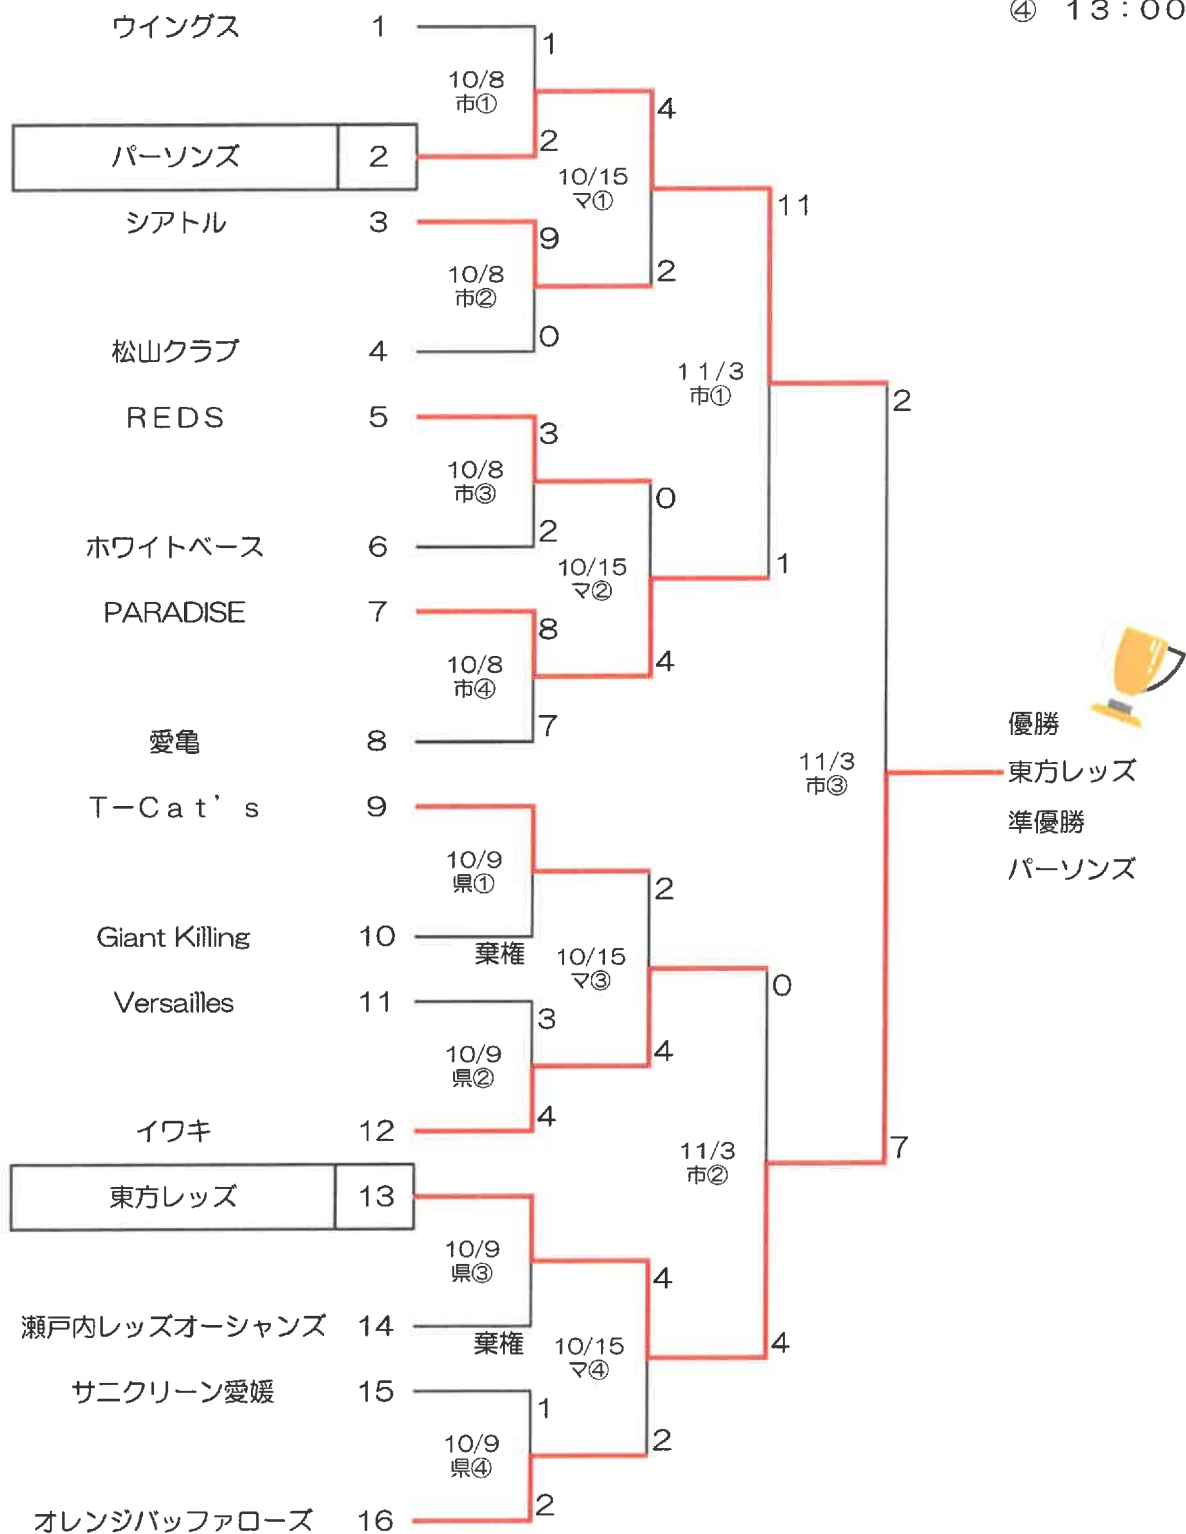 ④ 13:00
ウイングス 1
1
10/8
市①
4
2
パーソンズ 2
10/15
マ①
11
シアトル 3
9
10/8
市②
2
0
松山クラブ 4
11/3
市①
2
REDS 5
3
10/8
市③
0
2
ホワイトベース 6
10/15
マ②
1
PARADISE 7
8
10/8
市④
4
7
愛亀 8
優勝
11/3
市③
東方レッズ
準優勝
パーソンズ
T-Cat's 9
10/9
県①
2
Giant Killing 10
棄権
10/15
マ③
0
Versailles 11
3
10/9
県②
4
4
イワキ 12
11/3
市②
7
東方レッズ 13
10/9
県③
4
瀬戸内レッズオーシャンズ 14
棄権
10/15
マ④
4
サニクリーン愛媛 15
1
10/9
県④
2
2
オレンジバッファローズ 16